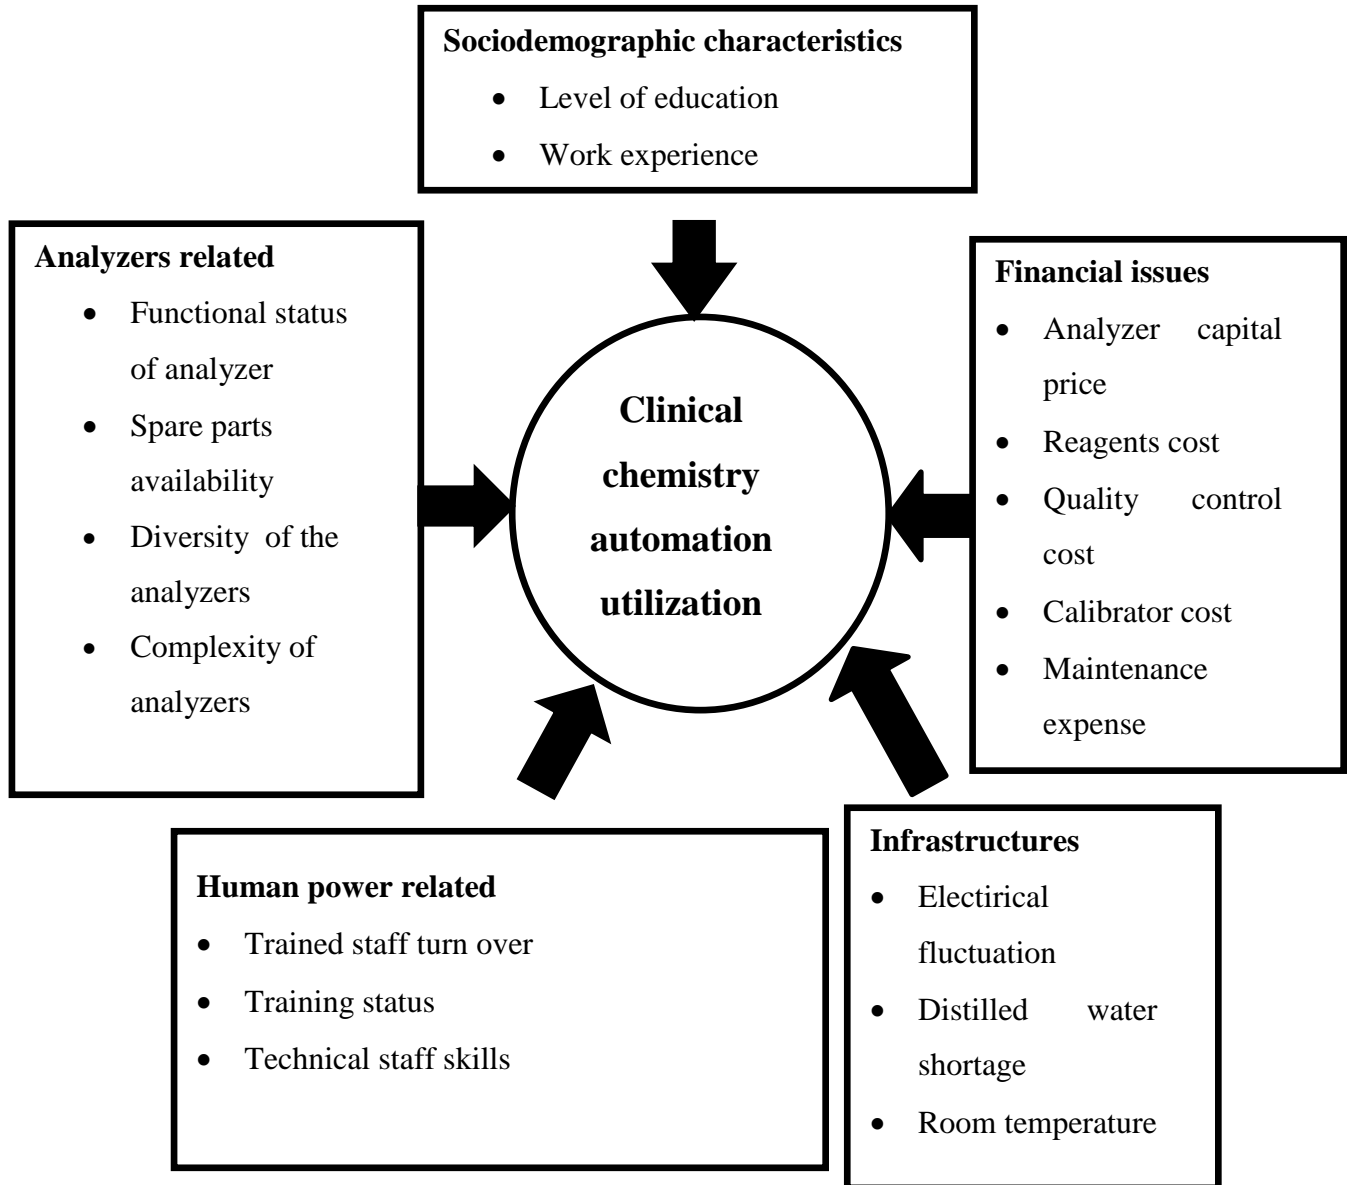 Sociodemographic characteristics
• Level of education
• Work experience
Analyzers related
• Functional status
of analyzer
• Spare parts
availability
• Diversity of the
analyzers
• Complexity of
analyzers
Clinical
chemistry
automation
utilization
Financial issues
• Analyzer capital
price
• Reagents cost
• Quality control
cost
• Calibrator cost
• Maintenance
expense
Human power related
• Trained staff turn over
• Training status
• Technical staff skills
Infrastructures
• Electirical
fluctuation
• Distilled water
shortage
• Room temperature